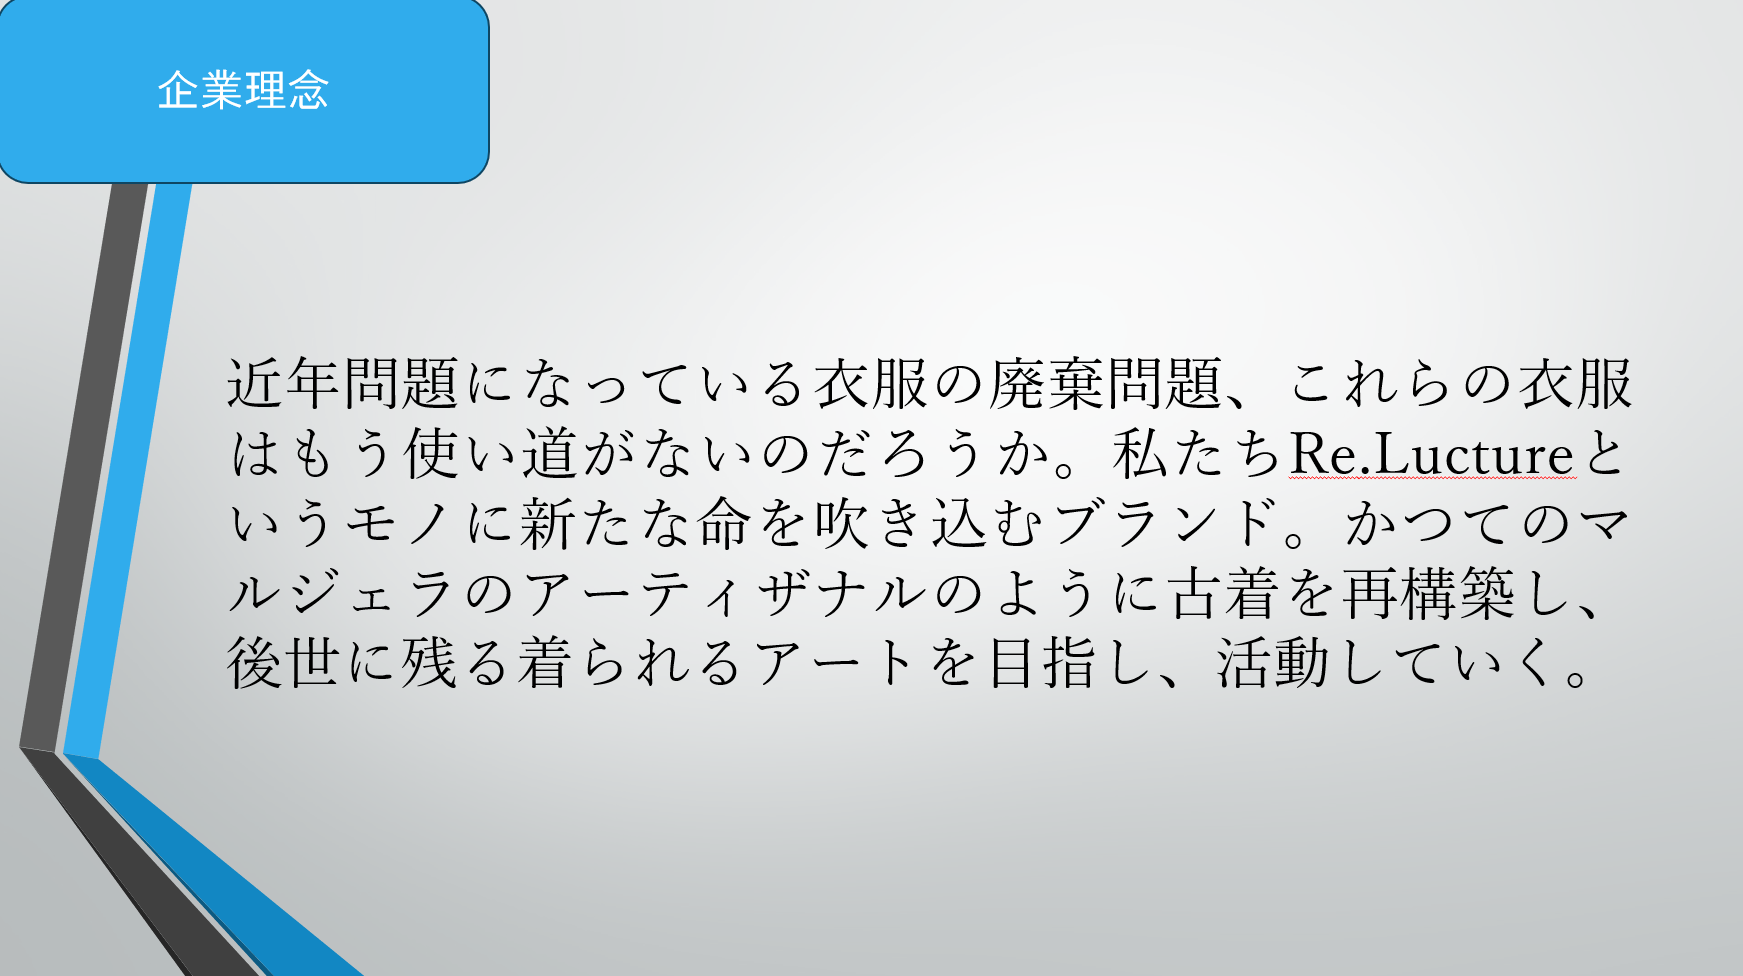 企業理念
近年問題になっている衣服の廃棄問題、これらの衣服
はもう使い道がないのだろうか。私たちRe.Luctureと
いうモノに新たな命を吹き込むブランド。かつてのマ
ルジェラのアーティザナルのように古着を再構築し、
後世に残る着られるアートを目指し、活動していく。